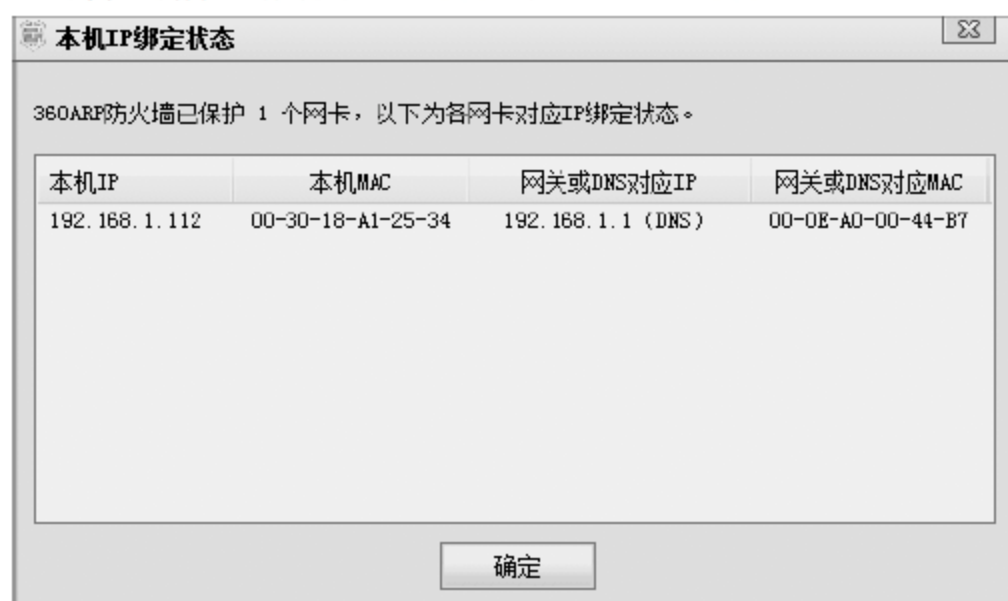 本机IP绑定状态
360ARP防火墙已保护 1 个网卡，以下为各网卡对应IP绑定状态。
本机IP 本机MAC 网关或DNS对应IP 网关或DNS对应MAC
192.168.1.112 00-30-18-A1-25-34 192.168.1.1 (DNS) 00-0E-A0-00-44-B7
确定